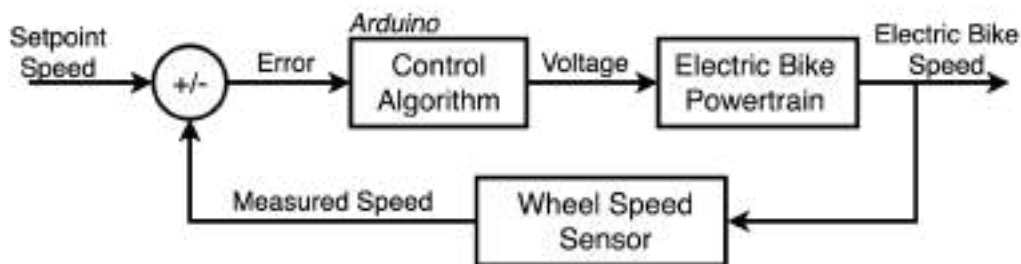 Setpoint
Speed
+/-
Error
Arduino
Control
Algorithm
Voltage
Electric Bike
Powertrain
Electric Bike
Speed
Measured Speed
Wheel Speed
Sensor